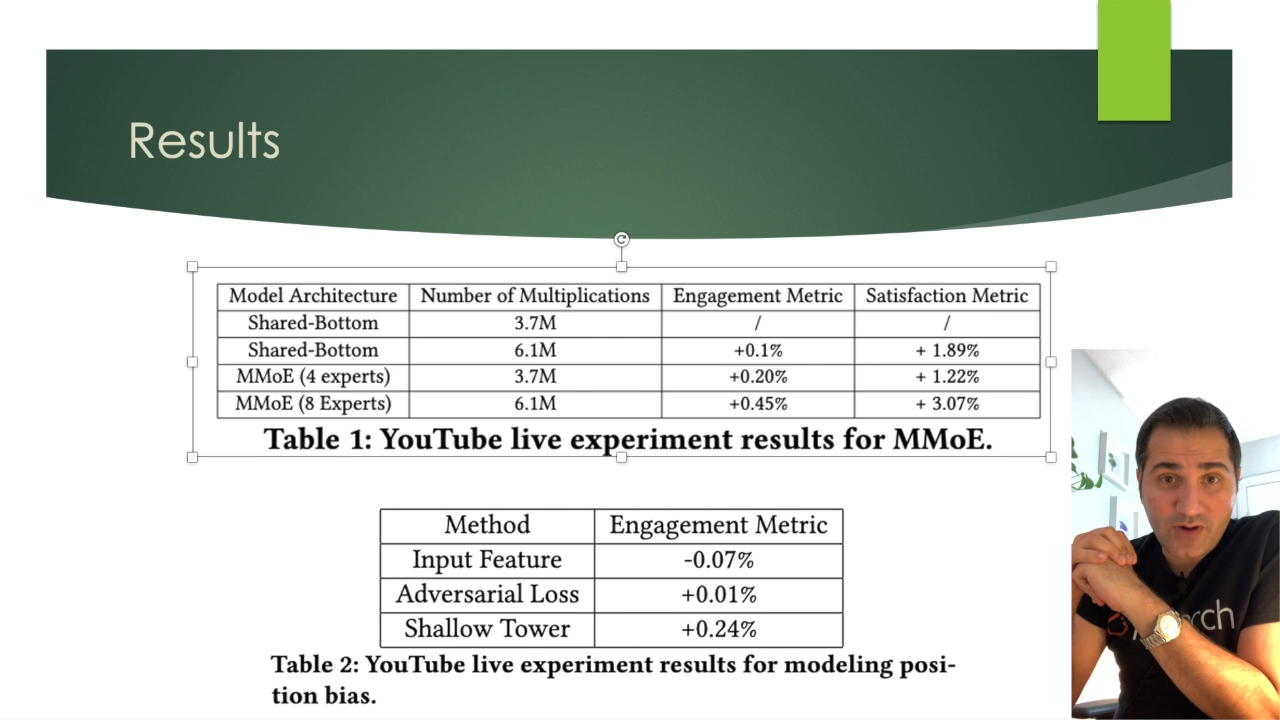 Results
Model Architecture Number of Multiplications Engagement Metric Satisfaction Metric
Shared-Bottom 3.7M / /
Shared-Bottom 6.1M +0.1% + 1.89%
MMoE (4 experts) 3.7M +0.20% + 1.22%
MMoE (8 Experts) 6.1M +0.45% + 3.07%
Table 1: YouTube live experiment results for MMoE.
Method Engagement Metric
Input Feature -0.07%
Adversarial Loss +0.01%
Shallow Tower +0.24%
Table 2: YouTube live experiment results for modeling posi-
tion bias.